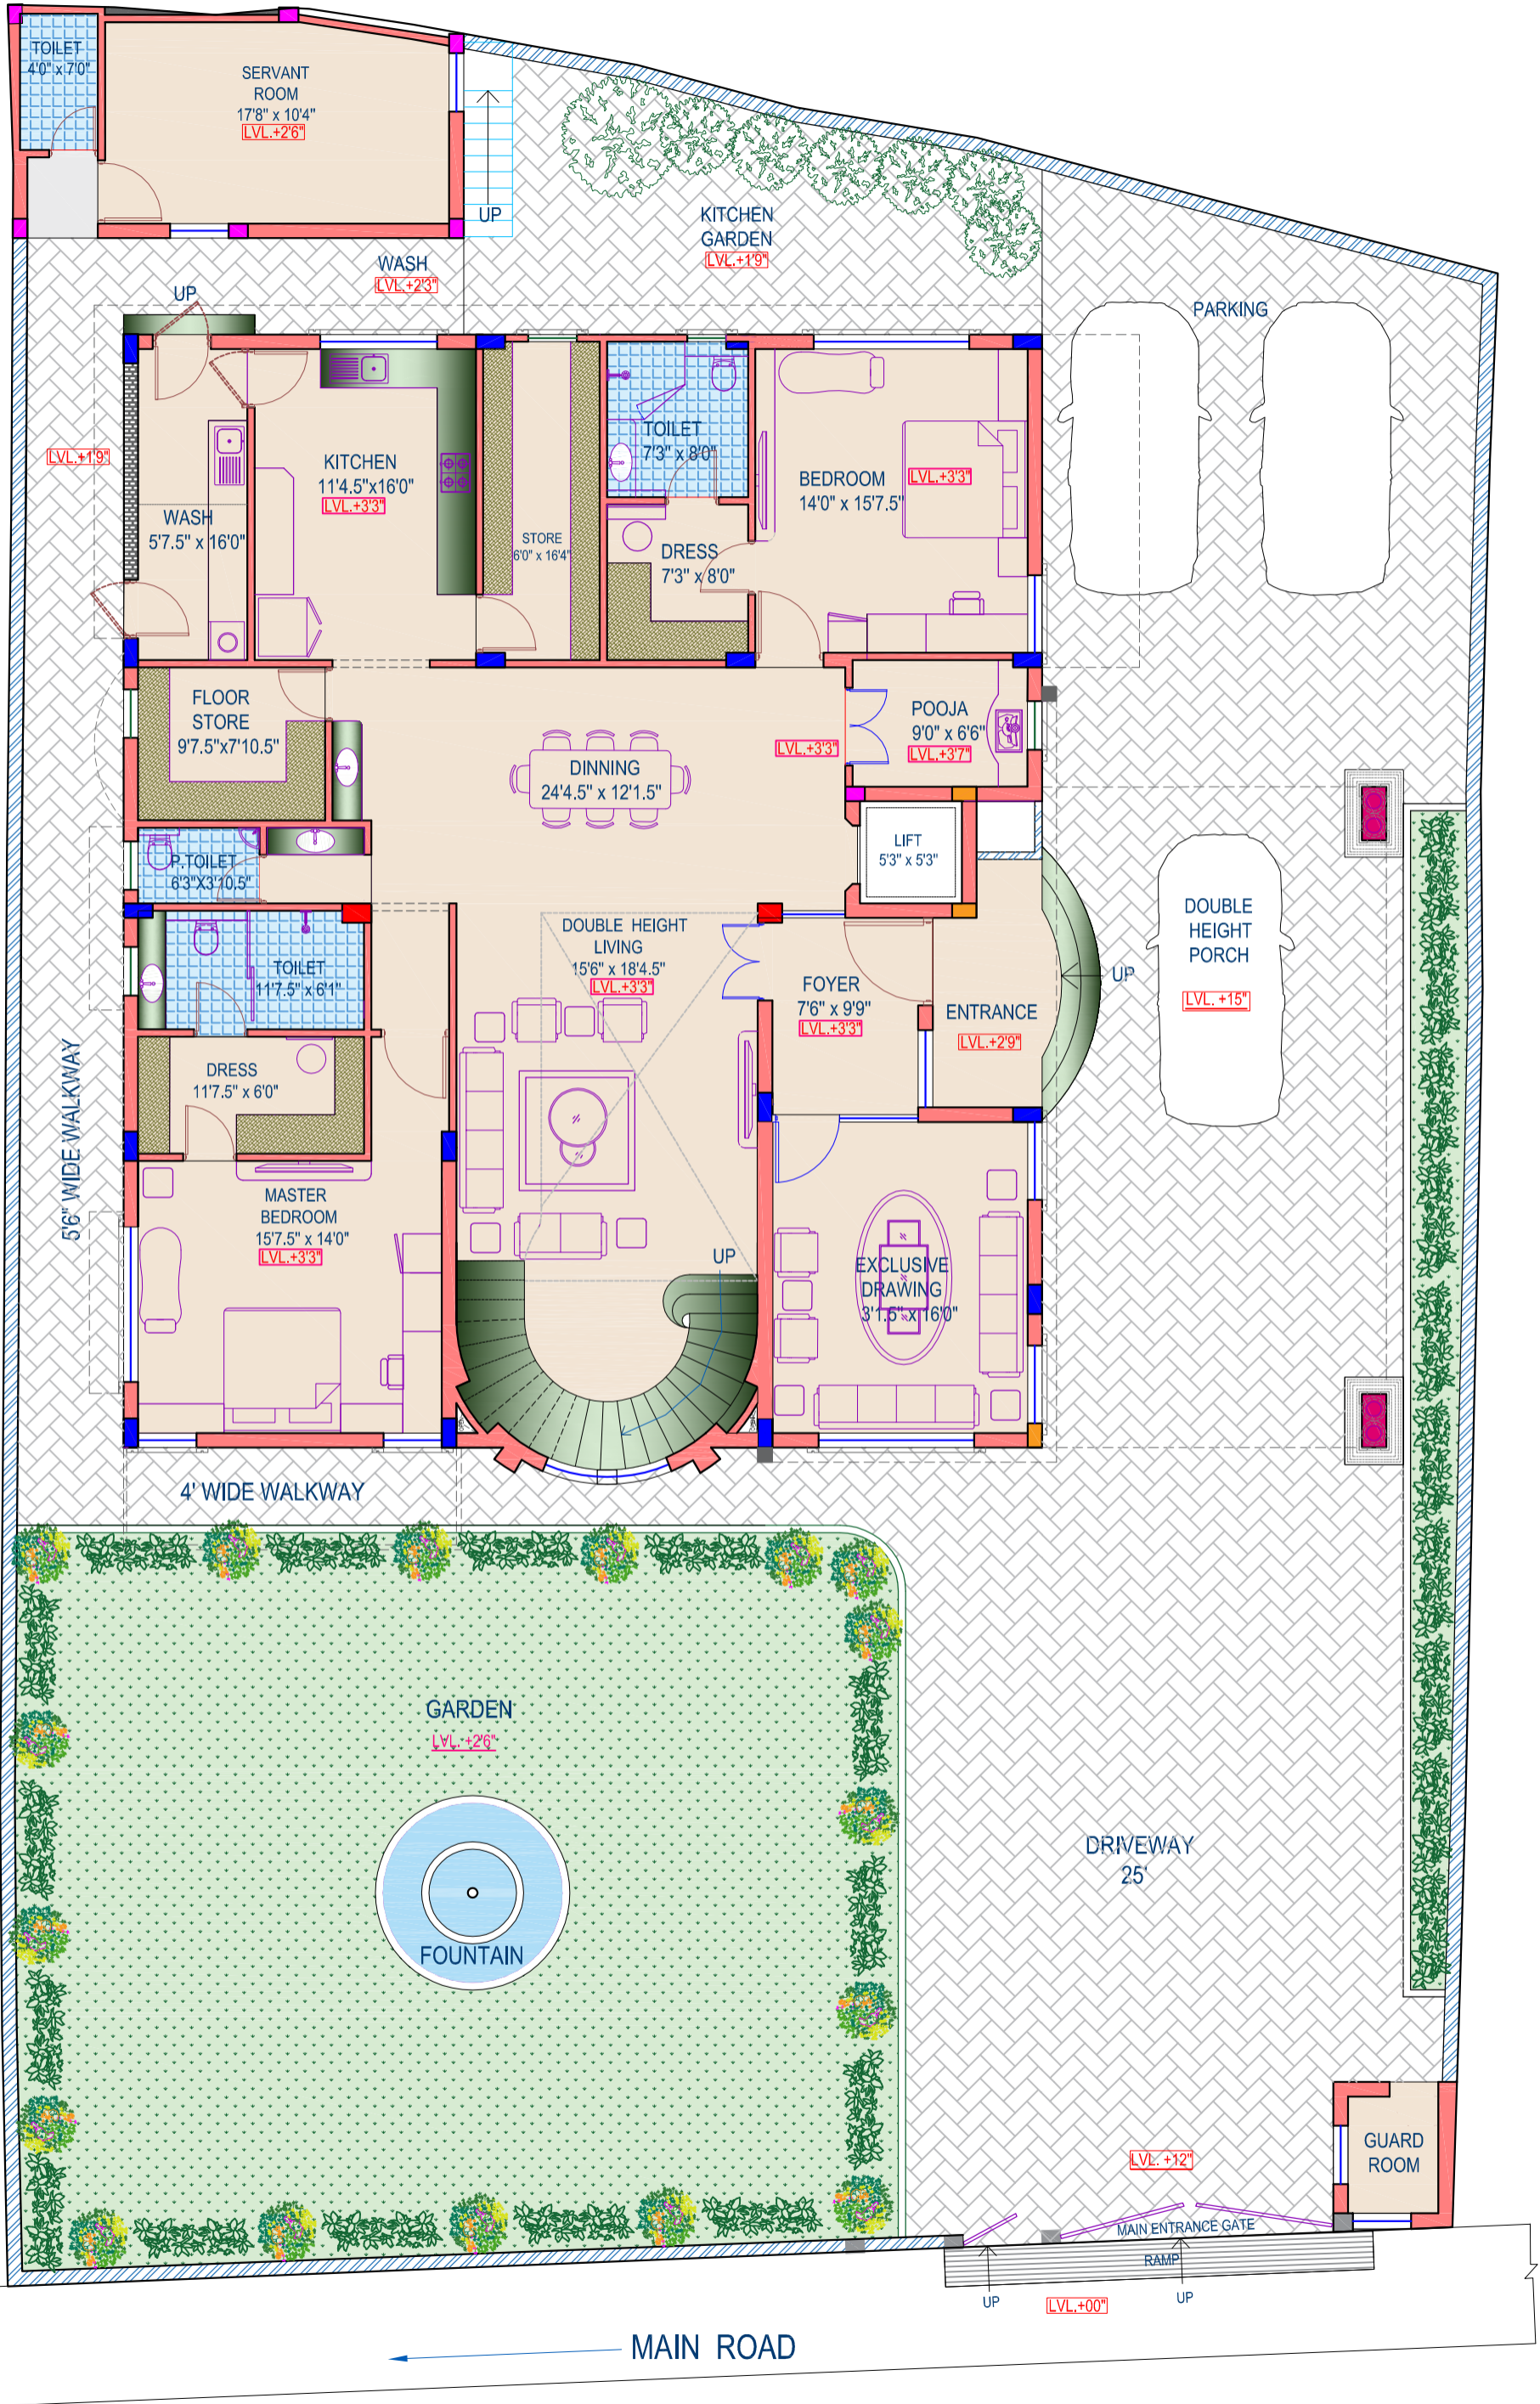 TOILET
4'0" x 7'0"
SERVANT
ROOM
17'8" x 10'4"
LVL.+2'6"
UP
KITCHEN
GARDEN
LVL.+1'9"
WASH
LVL.+2'3"
UP
PARKING
LVL.+1'9"
WASH
5'7.5" x 16'0"
KITCHEN
11'4.5"x16'0"
LVL.+3'3"
STORE
6'0" x 16'4"
TOILET
7'3" x 8'0"
DRESS
7'3" x 8'0"
BEDROOM
14'0" x 15'7.5"
LVL.+3'3"
FLOOR
STORE
9'7.5"x7'10.5"
DINNING
24'4.5" x 12'1.5"
LVL.+3'3"
POOJA
9'0" x 6'6"
LVL.+3'7"
LIFT
5'3" x 5'3"
P.TOILET
6'3"X3'10.5"
TOILET
11'7.5" x 6'1"
DOUBLE HEIGHT
LIVING
15'6" x 18'4.5"
LVL.+3'3"
FOYER
7'6" x 9'9"
LVL.+3'3"
ENTRANCE
LVL.+2'9"
UP
DOUBLE
HEIGHT
PORCH
LVL. +15"
DRESS
11'7.5" x 6'0"
5'6" WIDE WALKWAY
MASTER
BEDROOM
15'7.5" x 14'0"
LVL.+3'3"
UP
EXCLUSIVE
DRAWING
3'1.5" x 16'0"
4' WIDE WALKWAY
GARDEN
LVL. +2'6"
FOUNTAIN
DRIVEWAY
25'
GUARD
ROOM
LVL. +12"
MAIN ENTRANCE GATE
RAMP
UP
UP
LVL.+00"
MAIN ROAD